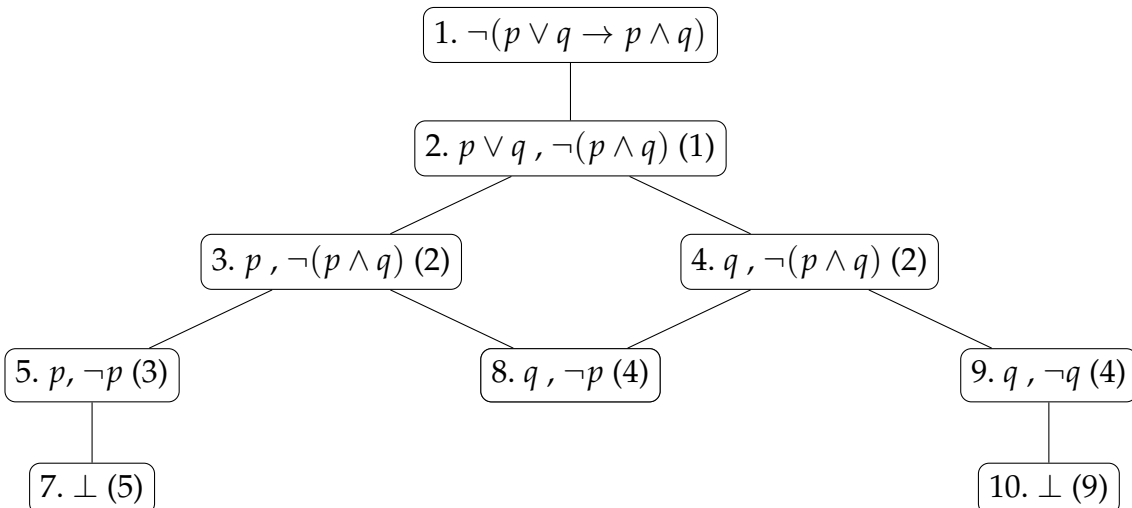 1. ¬(p ∨ q → p ∧ q)
2. p ∨ q , ¬(p ∧ q) (1)
3. p , ¬(p ∧ q) (2)
4. q , ¬(p ∧ q) (2)
5. p, ¬p (3)
8. q , ¬p (4)
9. q , ¬q (4)
7. ⊥ (5)
10. ⊥ (9)